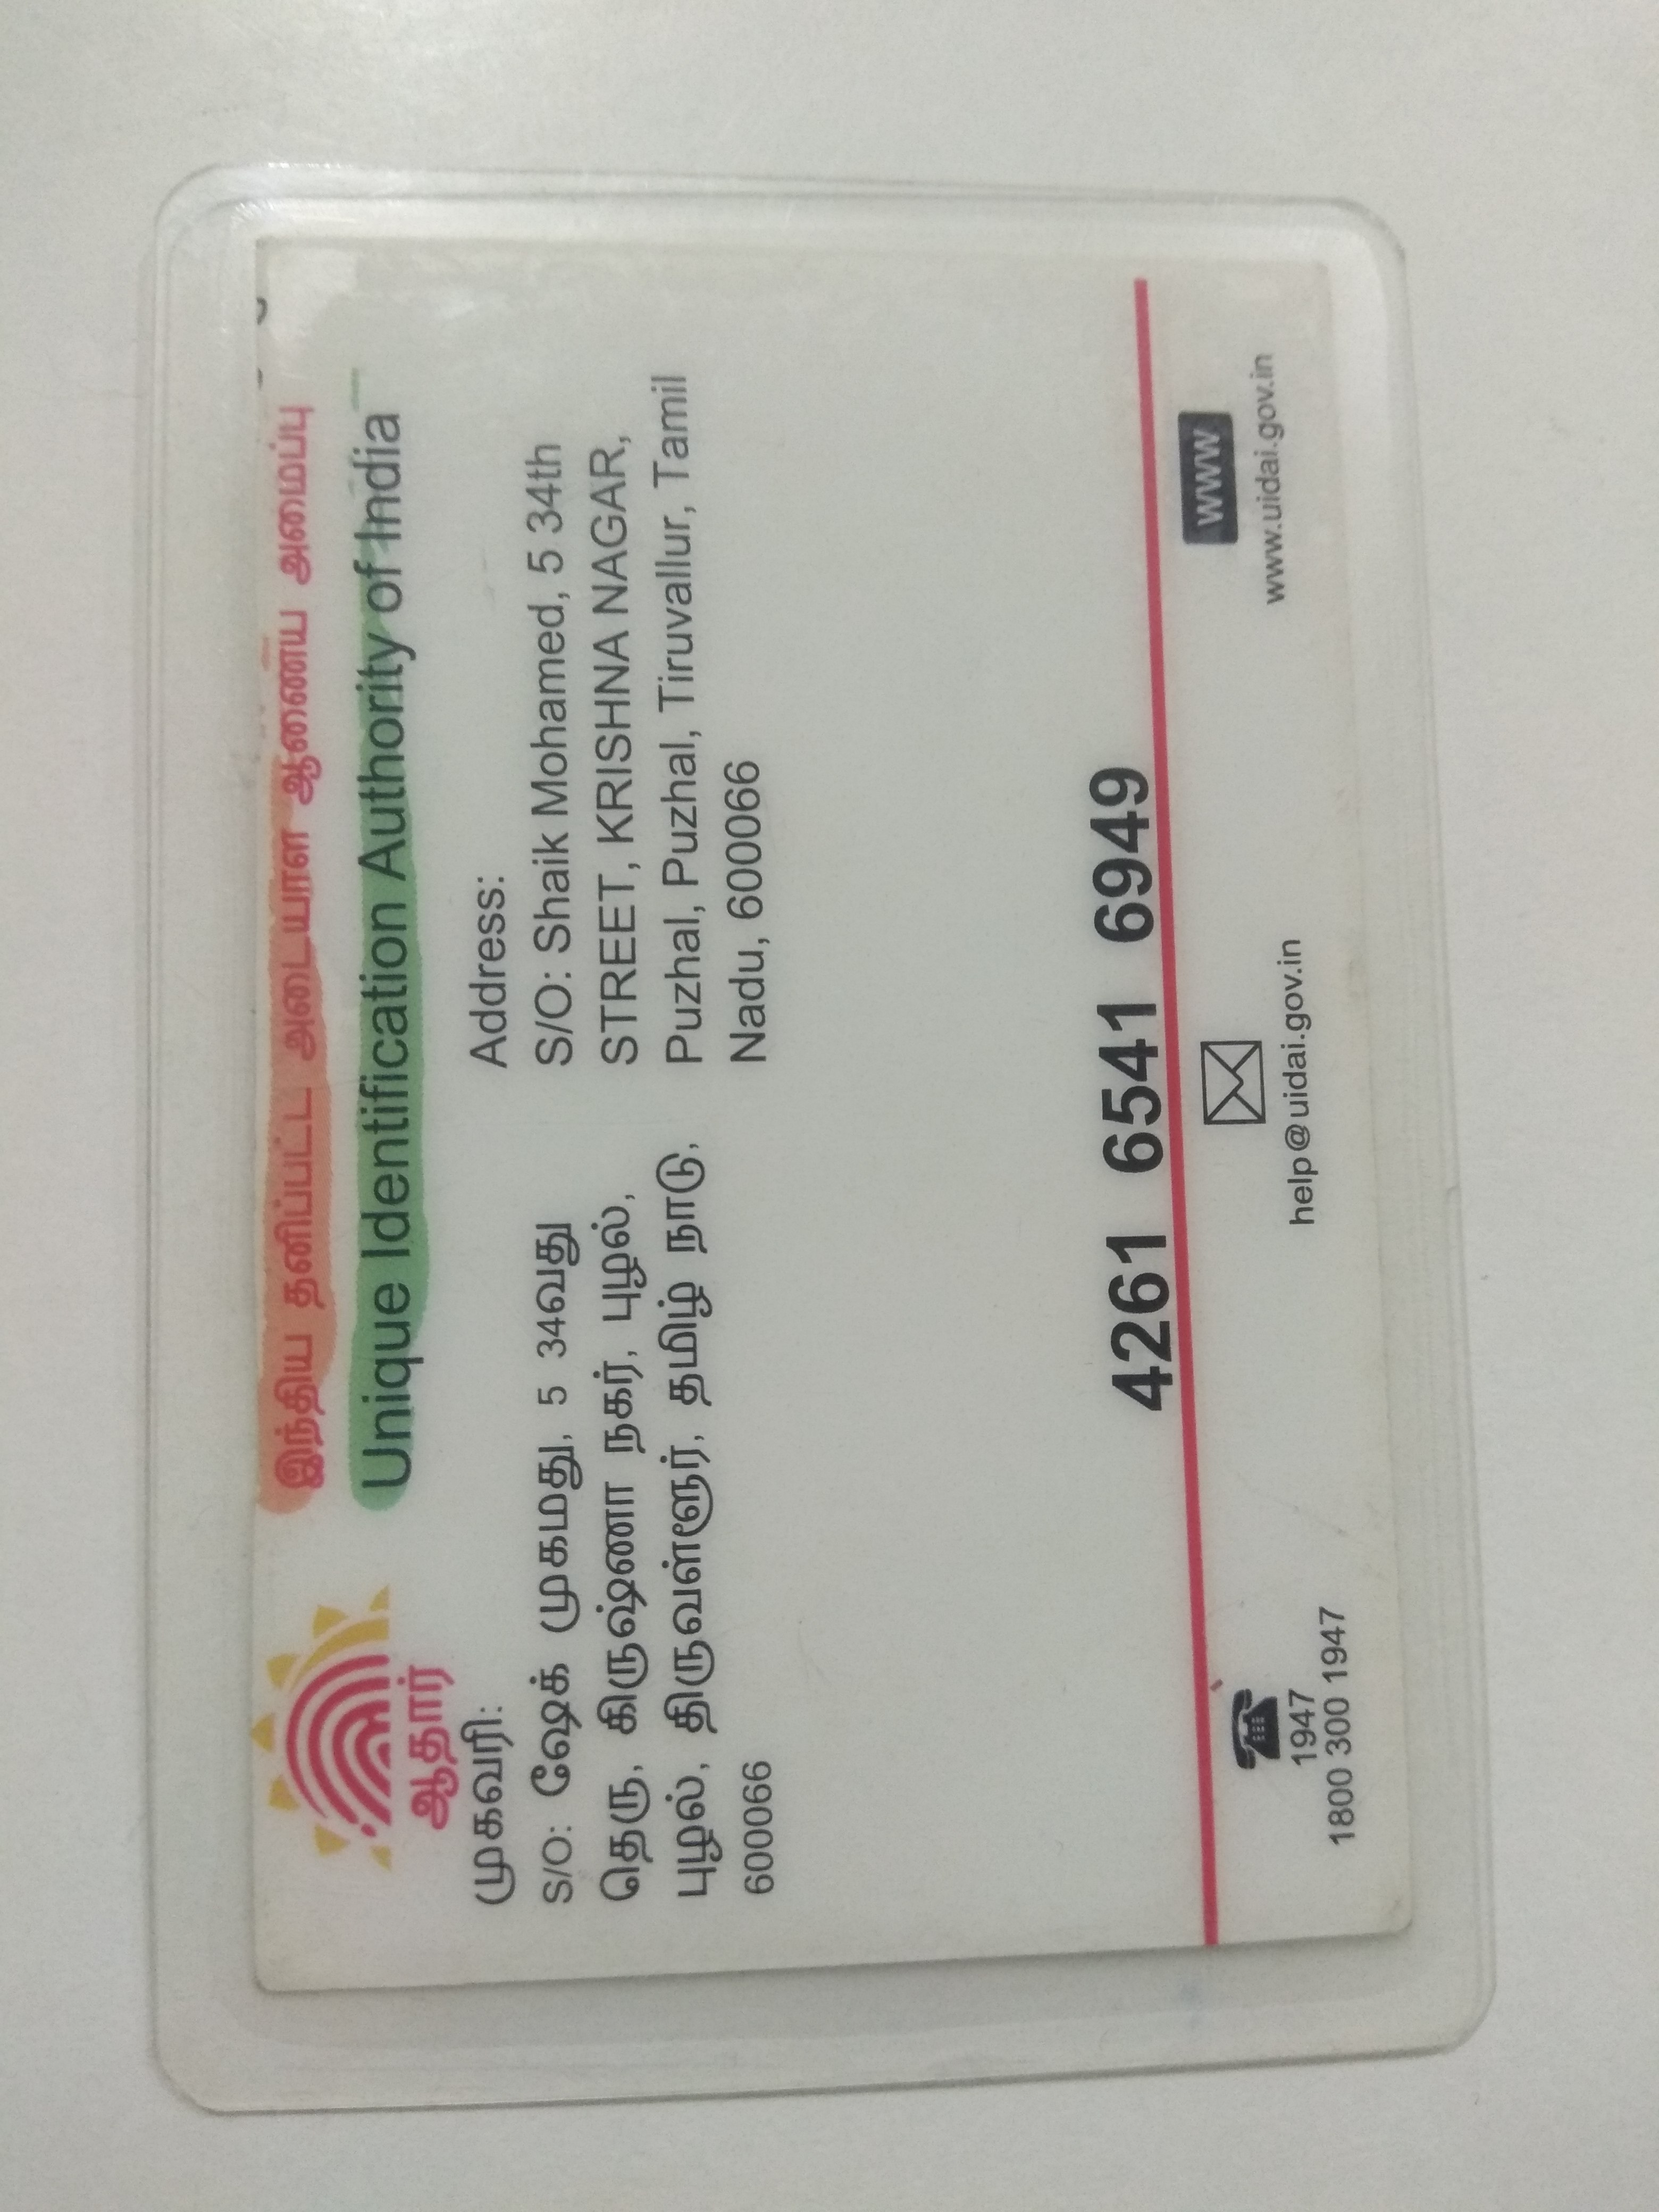 இந்திய தனிப்பட்ட அடையாள ஆணைய அமைப்பு
Unique Identification Authority of India
ஆதார்
முகவரி:
S/O: ஷேக் முகமது, 5 34வது
தெரு, கிருஷ்ணா நகர், புழல்,
புழல், திருவள்ளூர், தமிழ் நாடு,
600066
Address:
S/O: Shaik Mohamed, 5 34th
STREET, KRISHNA NAGAR,
Puzhal, Puzhal, Tiruvallur, Tamil
Nadu, 600066
4261 6541 6949
1947
1800 300 1947
help@uidai.gov.in
WWW
www.uidai.gov.in